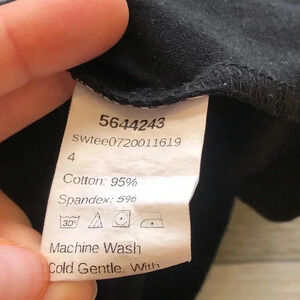 5644243
swtee0720011619
4
Cotton: 95%
Spandex: 5%
30°
Machine Wash
Cold Gentle. With